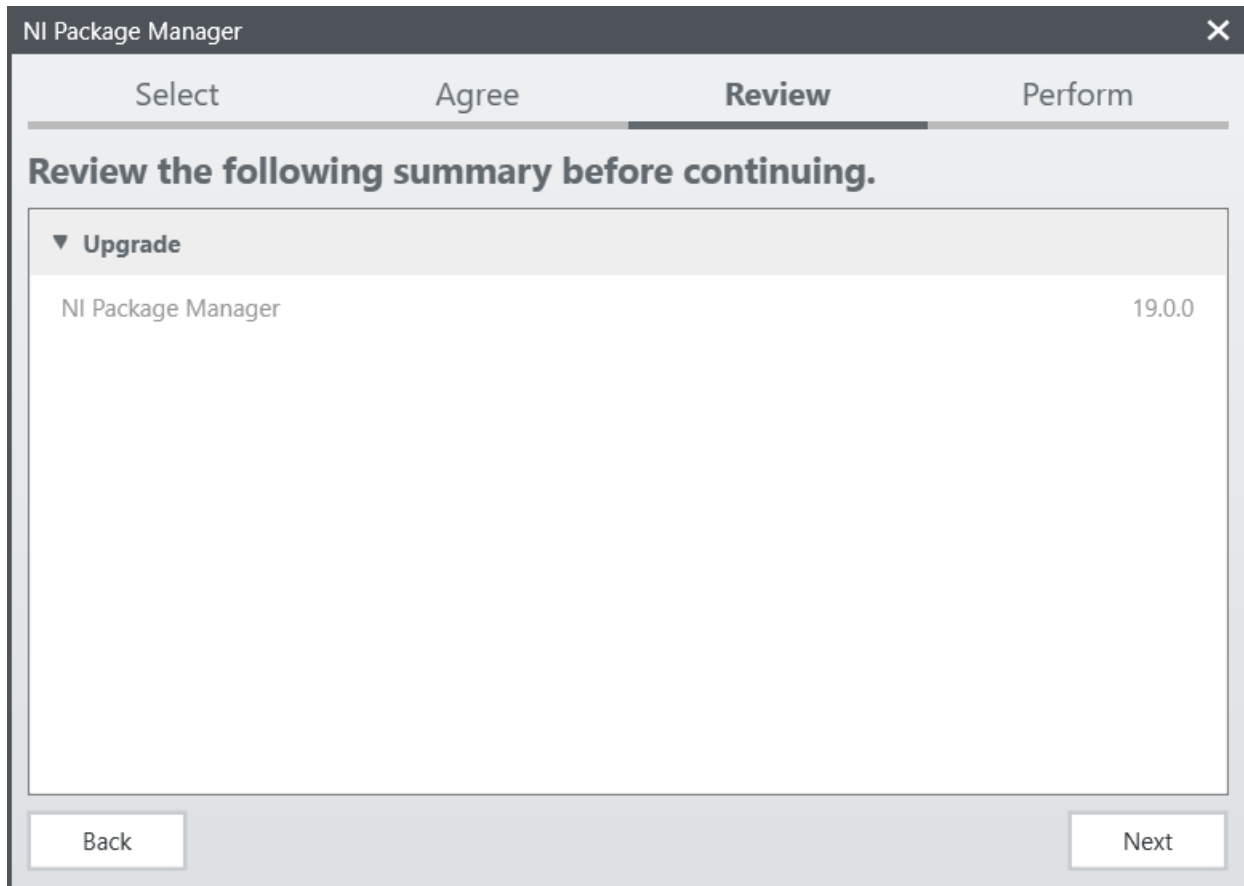 NI Package Manager
Select Agree Review Perform
Review the following summary before continuing.
Upgrade
NI Package Manager 19.0.0
Back Next